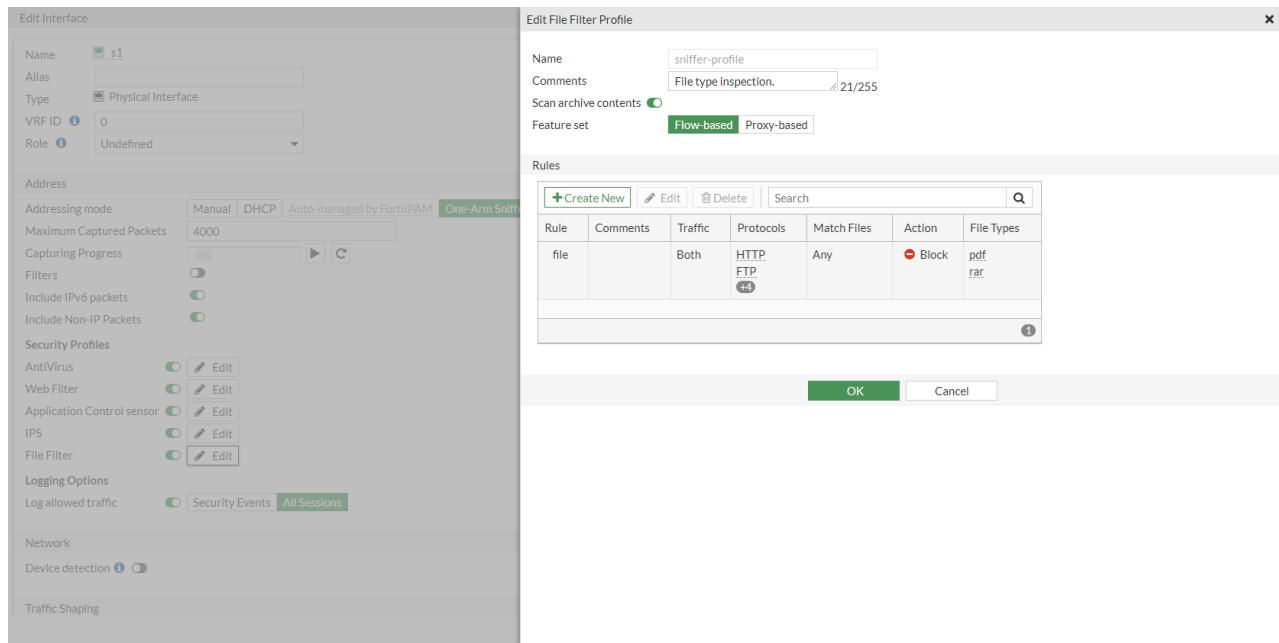 Edit Interface
Name s1
Alias
Type Physical Interface
VRF ID 0
Role Undefined
Address
Addressing mode Manual DHCP Auto-managed by FortiIPAM One-Arm Sniffe
Maximum Captured Packets 4000
Capturing Progress
Filters
Include IPv6 packets
Include Non-IP Packets
Security Profiles
AntiVirus Edit
Web Filter Edit
Application Control sensor Edit
IPS Edit
File Filter Edit
Logging Options
Log allowed traffic Security Events All Sessions
Network
Device detection
Traffic Shaping
Edit File Filter Profile
Name sniffer-profile
Comments File type inspection. 21/255
Scan archive contents
Feature set Flow-based Proxy-based
Rules
Create New Edit Delete Search
Rule Comments Traffic Protocols Match Files Action File Types
file Both HTTP Any Block pdf
FTP rar
+4
1
OK Cancel